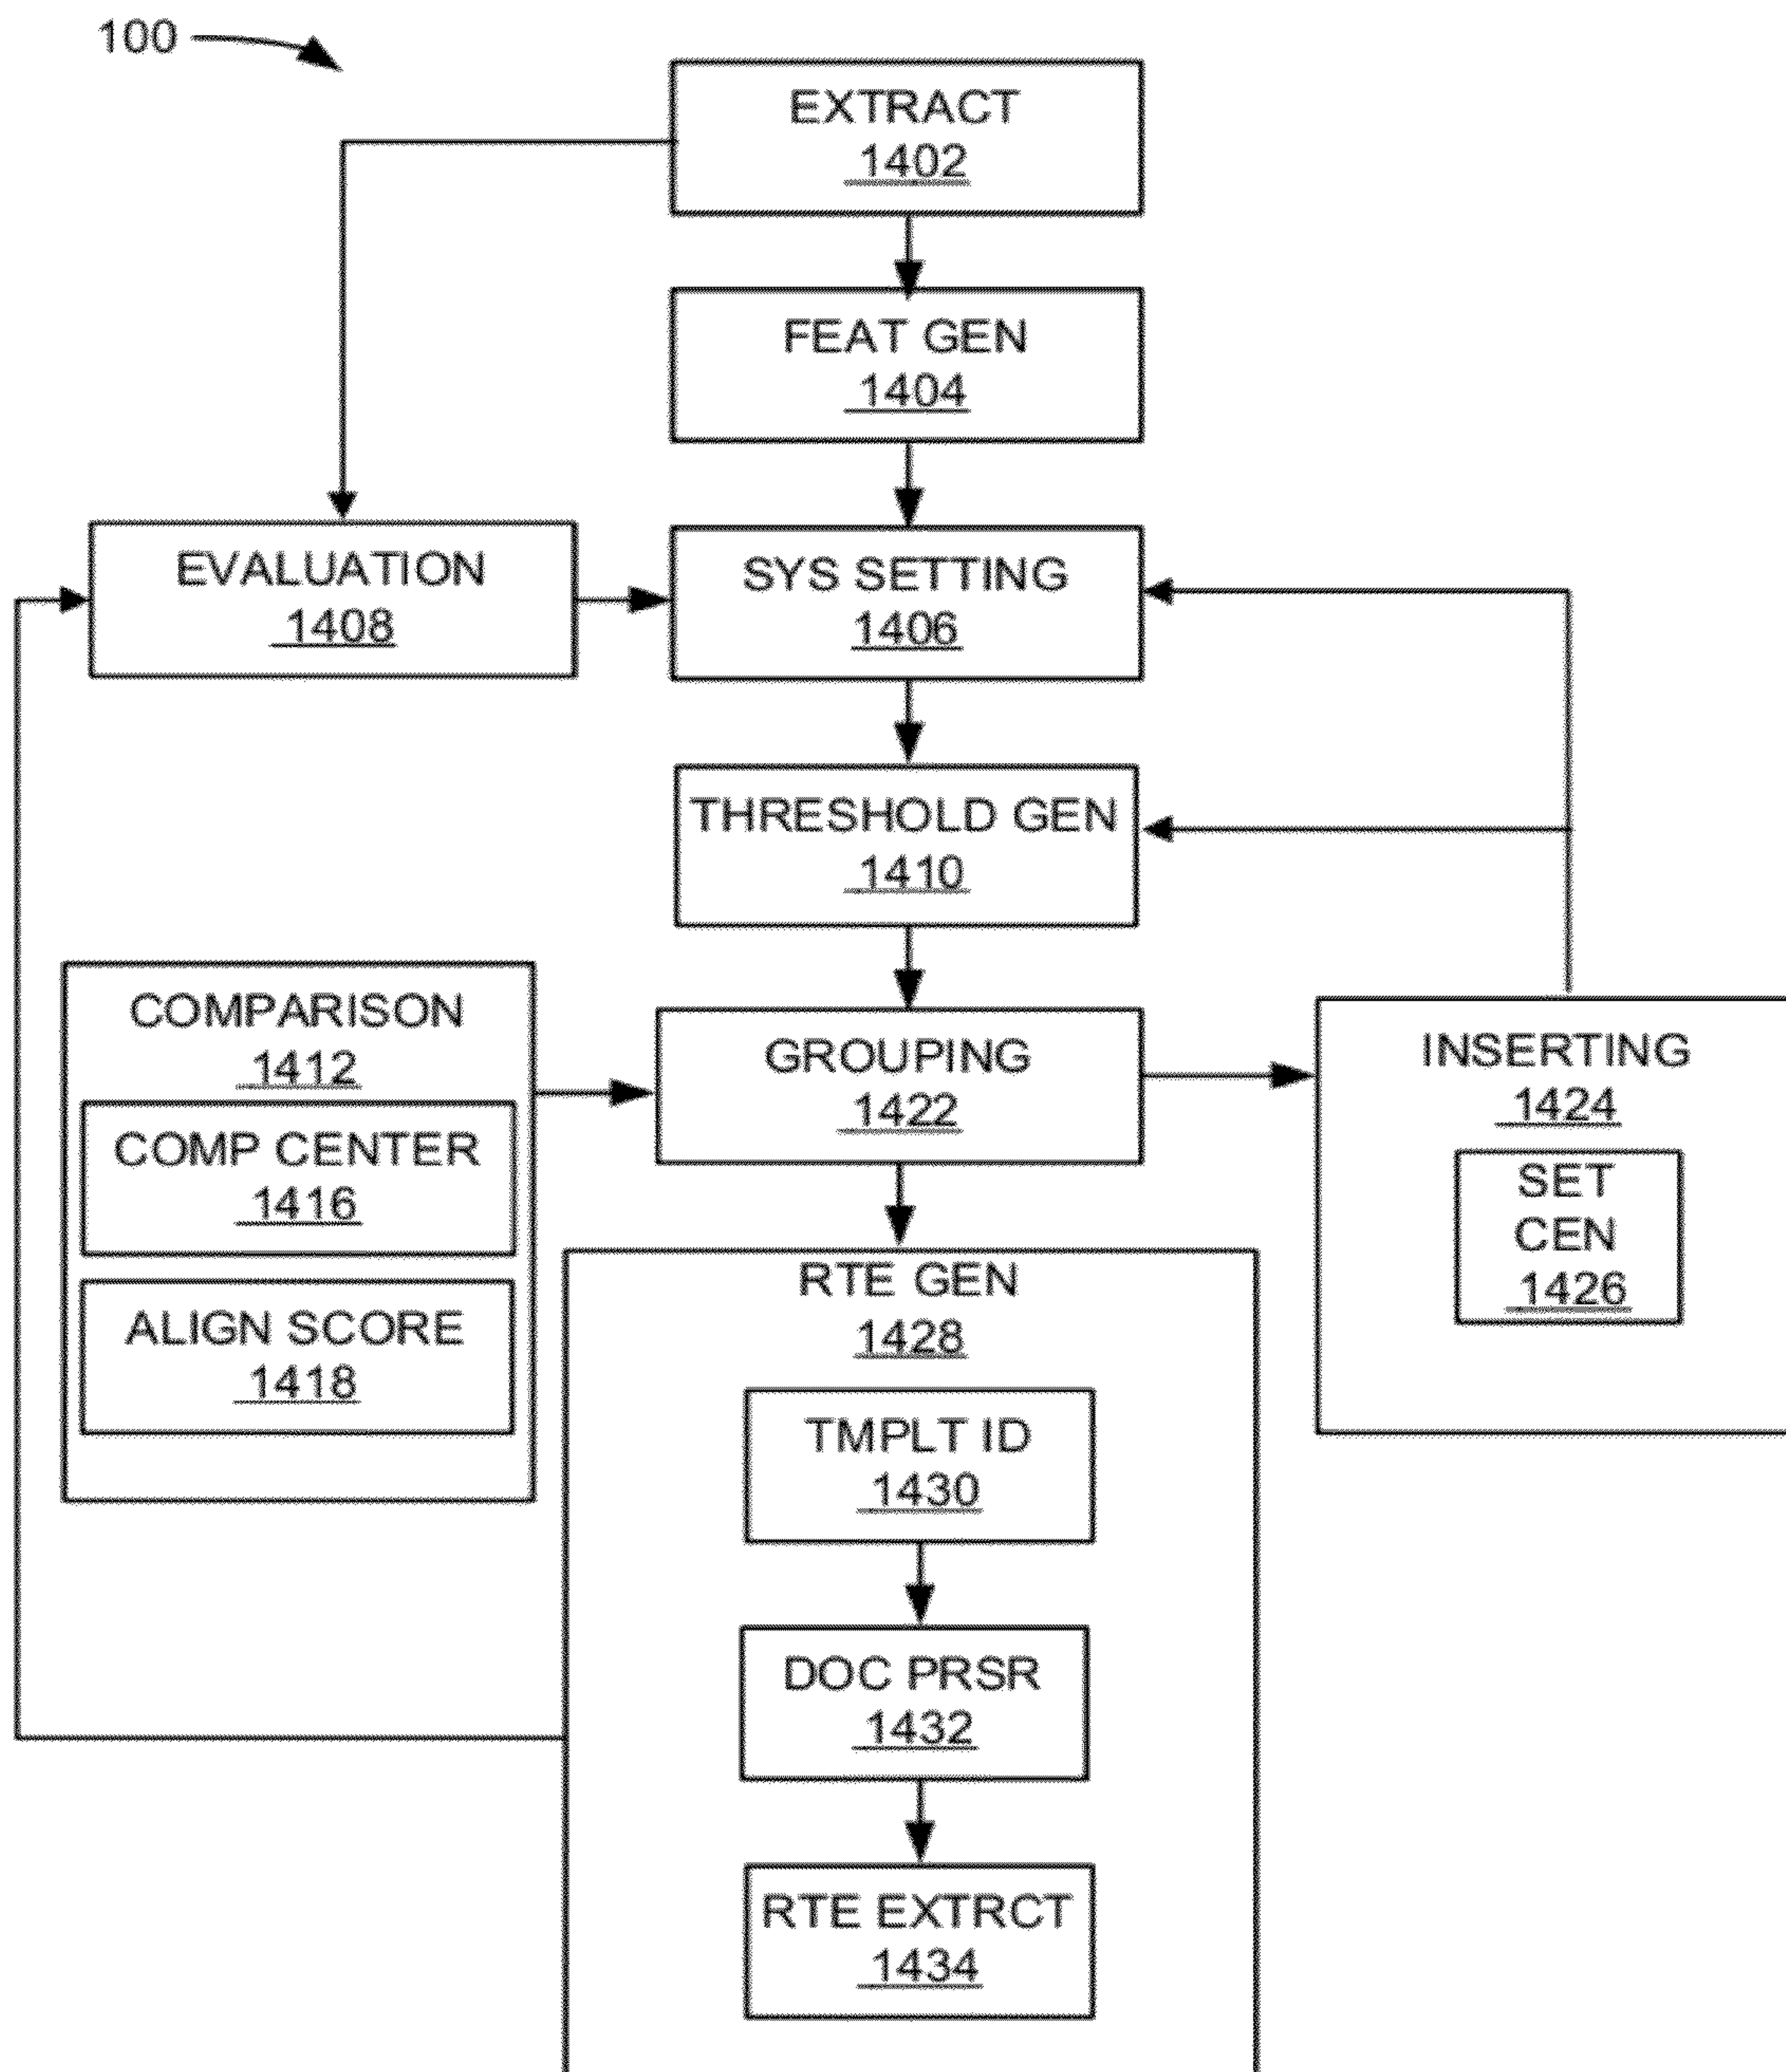 100
EXTRACT
1402
FEAT GEN
1404
EVALUATION
1408
SYS SETTING
1406
THRESHOLD GEN
1410
COMPARISON
1412
COMP CENTER
1416
ALIGN SCORE
1418
GROUPING
1422
INSERTING
1424
SET
CEN
1426
RTE GEN
1428
TMPLT ID
1430
DOC PRSR
1432
RTE EXTRCT
1434